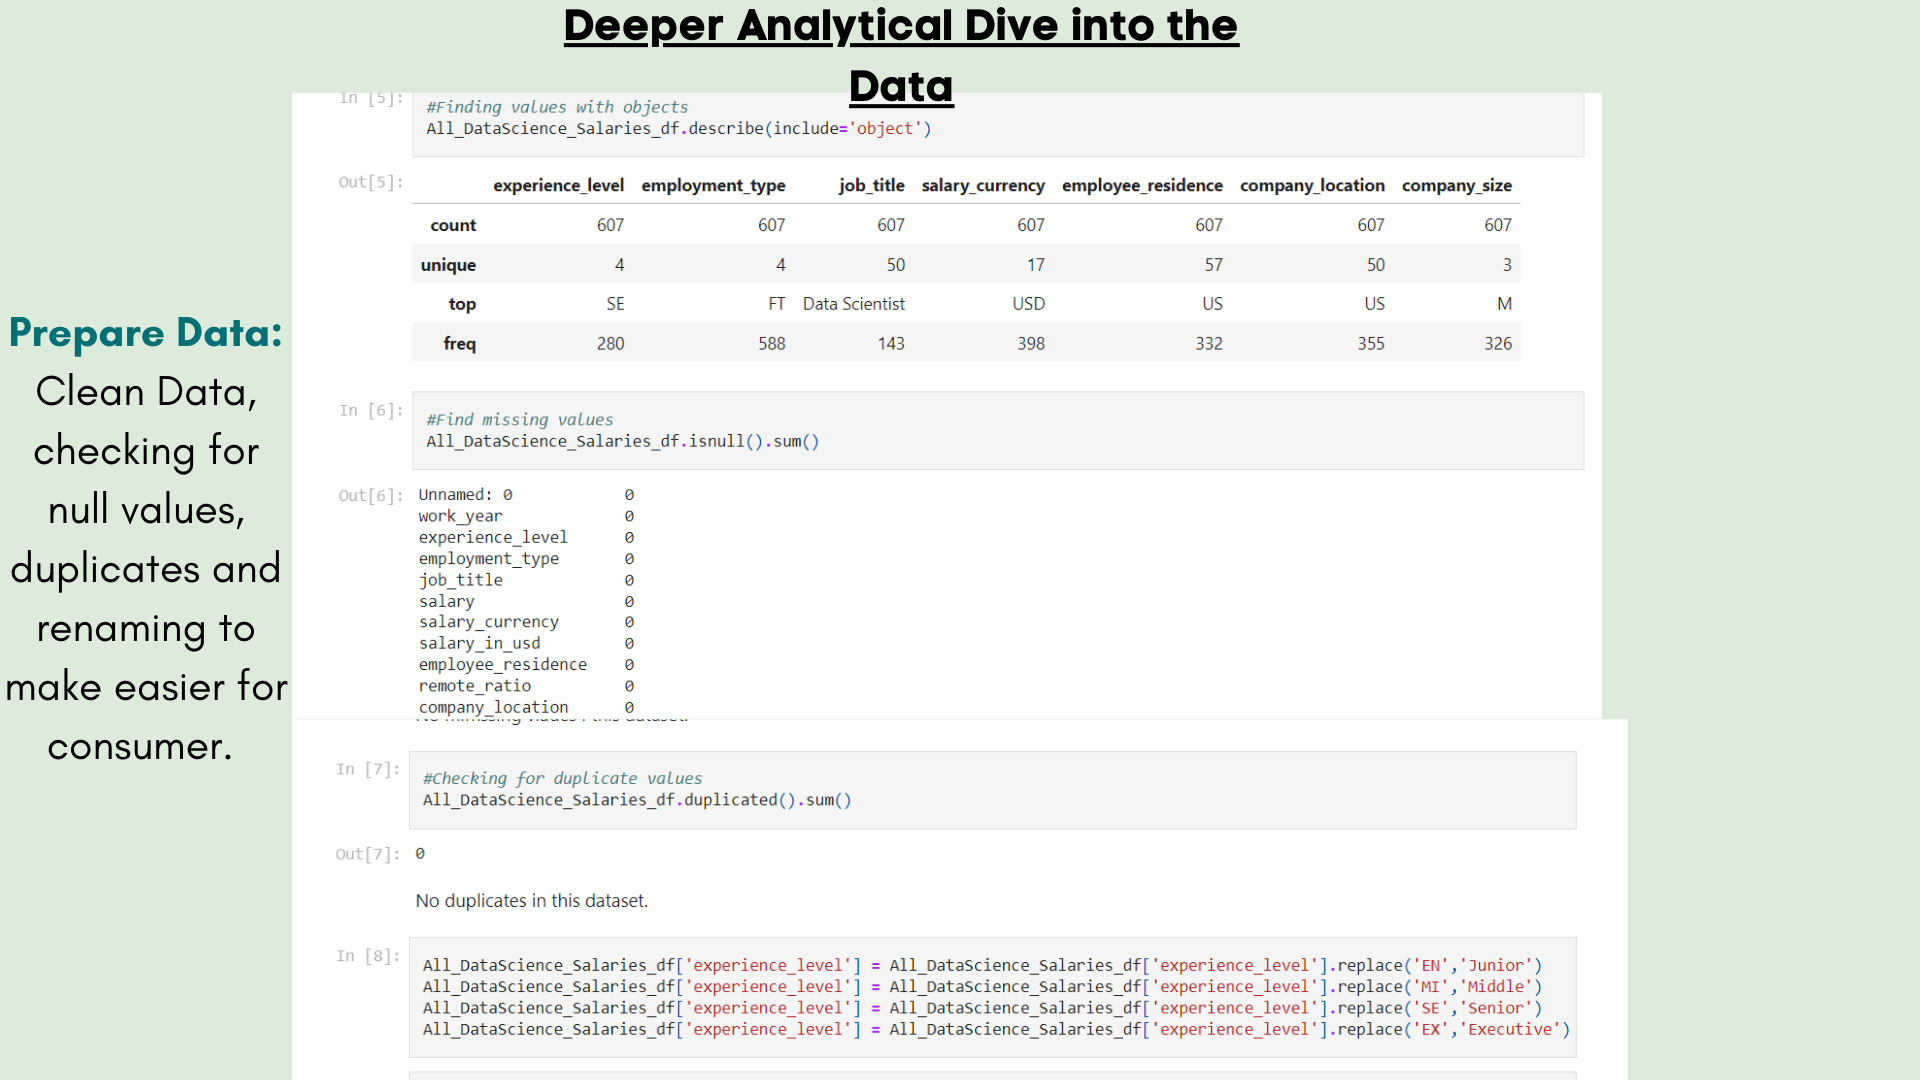 Deeper Analytical Dive into the
Data
Prepare Data:
Clean Data,
checking for
null values,
duplicates and
renaming to
make easier for
consumer.
In [5]:
#Finding values with objects
All_DataScience_Salaries_df.describe(include='object')
Out[5]:
experience_level employment_type job_title salary_currency employee_residence company_location company_size
count 607 607 607 607 607 607 607
unique 4 4 50 17 57 50 3
top SE FT Data Scientist USD US US M
freq 280 588 143 398 332 355 326
In [6]:
#Find missing values
All_DataScience_Salaries_df.isnull().sum()
Out[6]:
Unnamed: 0 0
work_year 0
experience_level 0
employment_type 0
job_title 0
salary 0
salary_currency 0
salary_in_usd 0
employee_residence 0
remote_ratio 0
company_location 0
In [7]:
#Checking for duplicate values
All_DataScience_Salaries_df.duplicated().sum()
Out[7]: 0
No duplicates in this dataset.
In [8]:
All_DataScience_Salaries_df['experience_level'] = All_DataScience_Salaries_df['experience_level'].replace('EN','Junior')
All_DataScience_Salaries_df['experience_level'] = All_DataScience_Salaries_df['experience_level'].replace('MI','Middle')
All_DataScience_Salaries_df['experience_level'] = All_DataScience_Salaries_df['experience_level'].replace('SE','Senior')
All_DataScience_Salaries_df['experience_level'] = All_DataScience_Salaries_df['experience_level'].replace('EX','Executive')